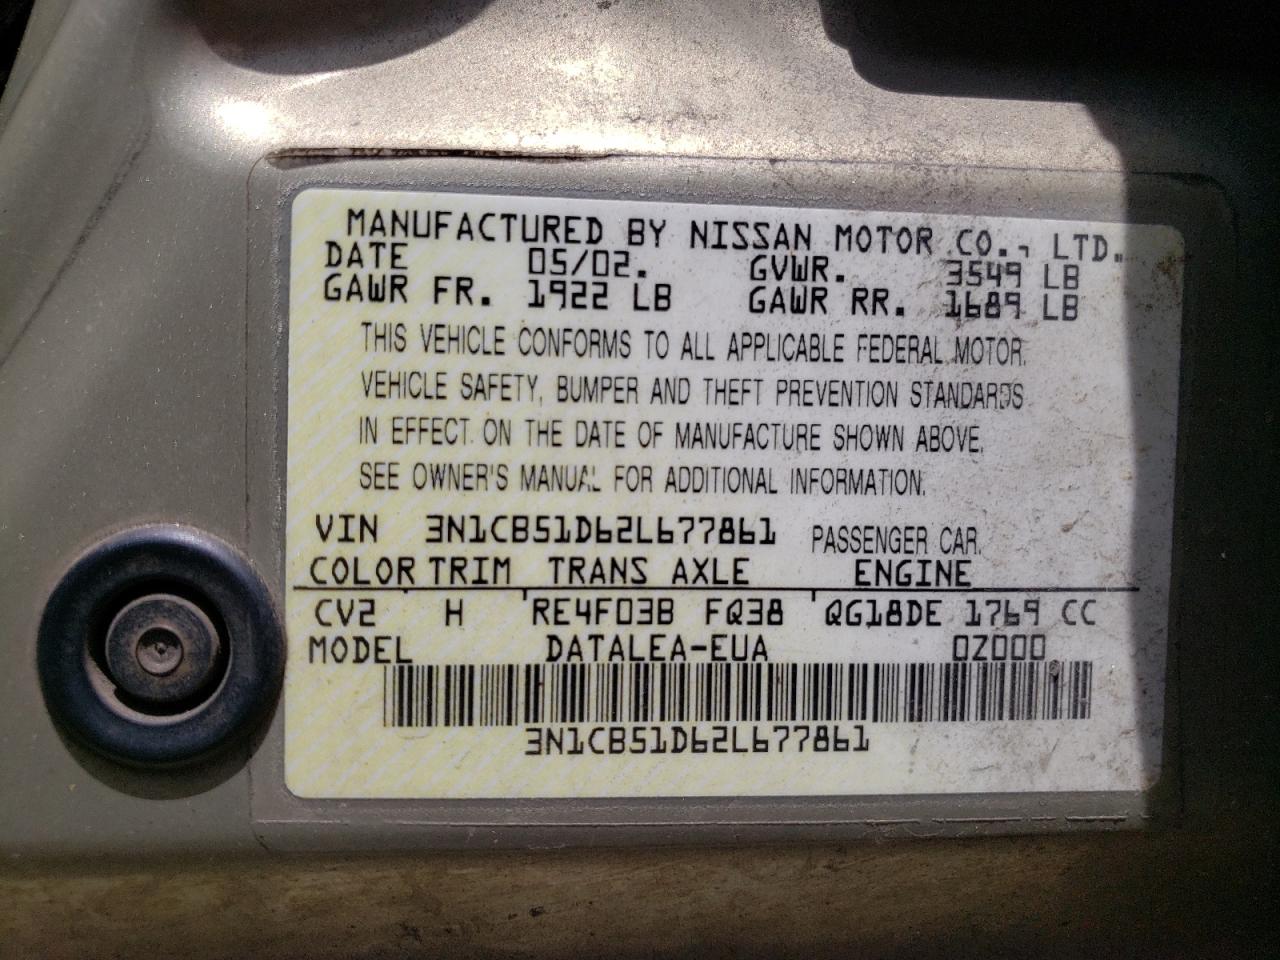 MANUFACTURED BY NISSAN MOTOR CO., LTD.
DATE 05/02. GVWR. 3549 LB
GAWR FR. 1922 LB GAWR RR. 1689 LB
THIS VEHICLE CONFORMS TO ALL APPLICABLE FEDERAL MOTOR
VEHICLE SAFETY, BUMPER AND THEFT PREVENTION STANDARDS
IN EFFECT ON THE DATE OF MANUFACTURE SHOWN ABOVE.
SEE OWNER'S MANUAL FOR ADDITIONAL INFORMATION.
VIN 3N1CB51D62L677861 PASSENGER CAR.
COLOR TRIM TRANS AXLE ENGINE
CV2 H RE4F03B FQ38 QG18DE 1769 CC
MODEL DATALEA-EUA 0Z000
3N1CB51D62L677861